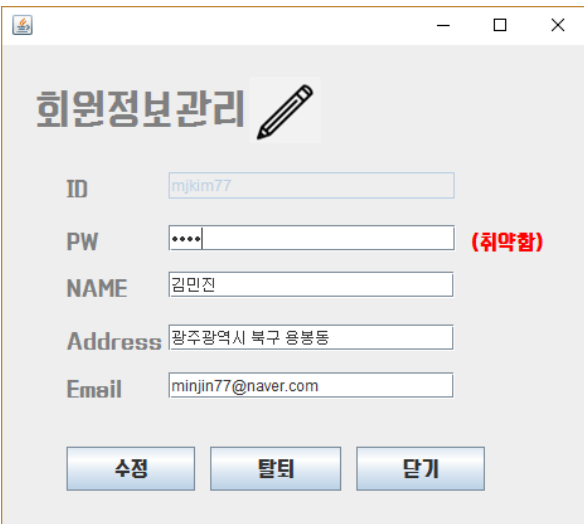 회원정보관리
ID mjkim77
PW •••• (취약함)
NAME 김민진
Address 광주광역시 북구 용봉동
Email minjin77@naver.com
수정 탈퇴 닫기